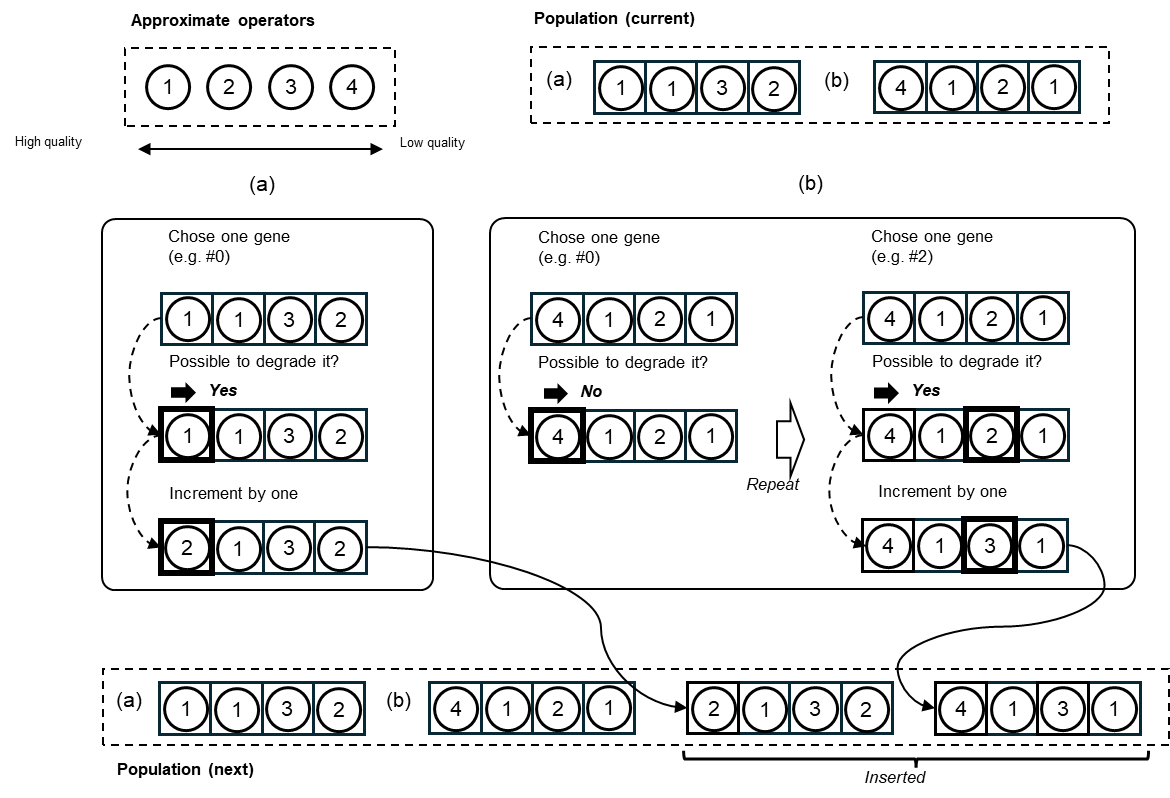 Approximate operators
1 2 3 4
High quality
Low quality
Population (current)
(a) 1 1 3 2 (b) 4 1 2 1
(a)
Chose one gene
(e.g. #0)
1 1 3 2
Possible to degrade it?
Yes
1 1 3 2
Increment by one
2 1 3 2
(b)
Chose one gene
(e.g. #0)
4 1 2 1
Possible to degrade it?
No
4 1 2 1
Repeat
Chose one gene
(e.g. #2)
4 1 2 1
Possible to degrade it?
Yes
4 1 2 1
Increment by one
4 1 3 1
(a) 1 1 3 2 (b) 4 1 2 1 2 1 3 2 4 1 3 1
Population (next)
Inserted